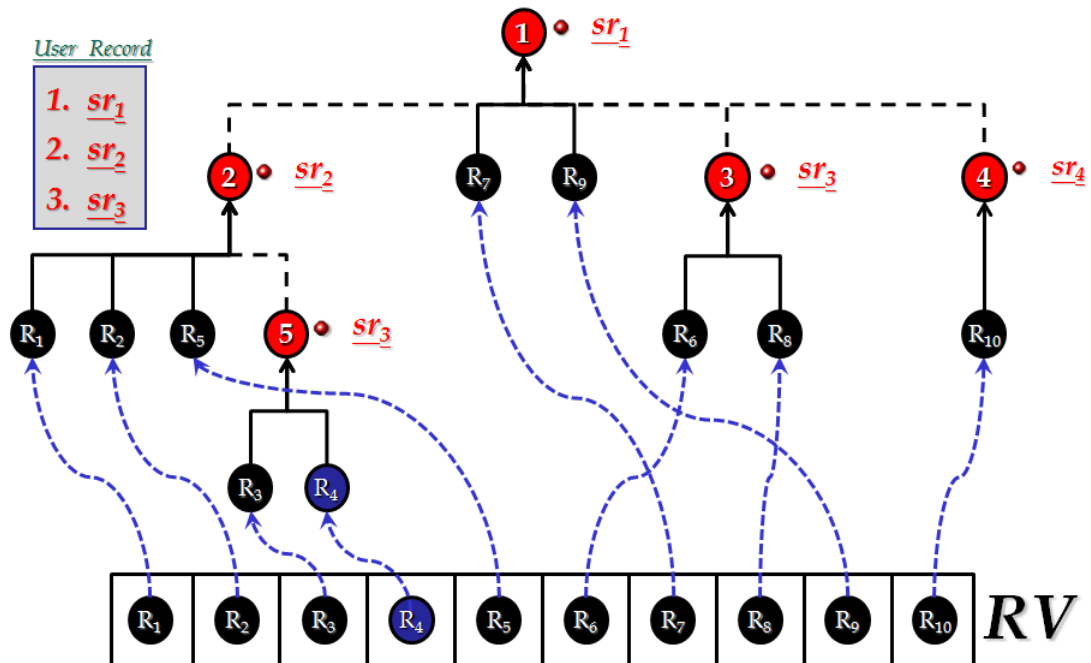 1 sr1
User Record
1. sr1
2. sr2
3. sr3
2 sr2 R7 R9 3 sr3 4 sr4
R1 R2 R5 5 sr3 R6 R8 R10
R3 R4
R1 R2 R3 R4 R5 R6 R7 R8 R9 R10 RV